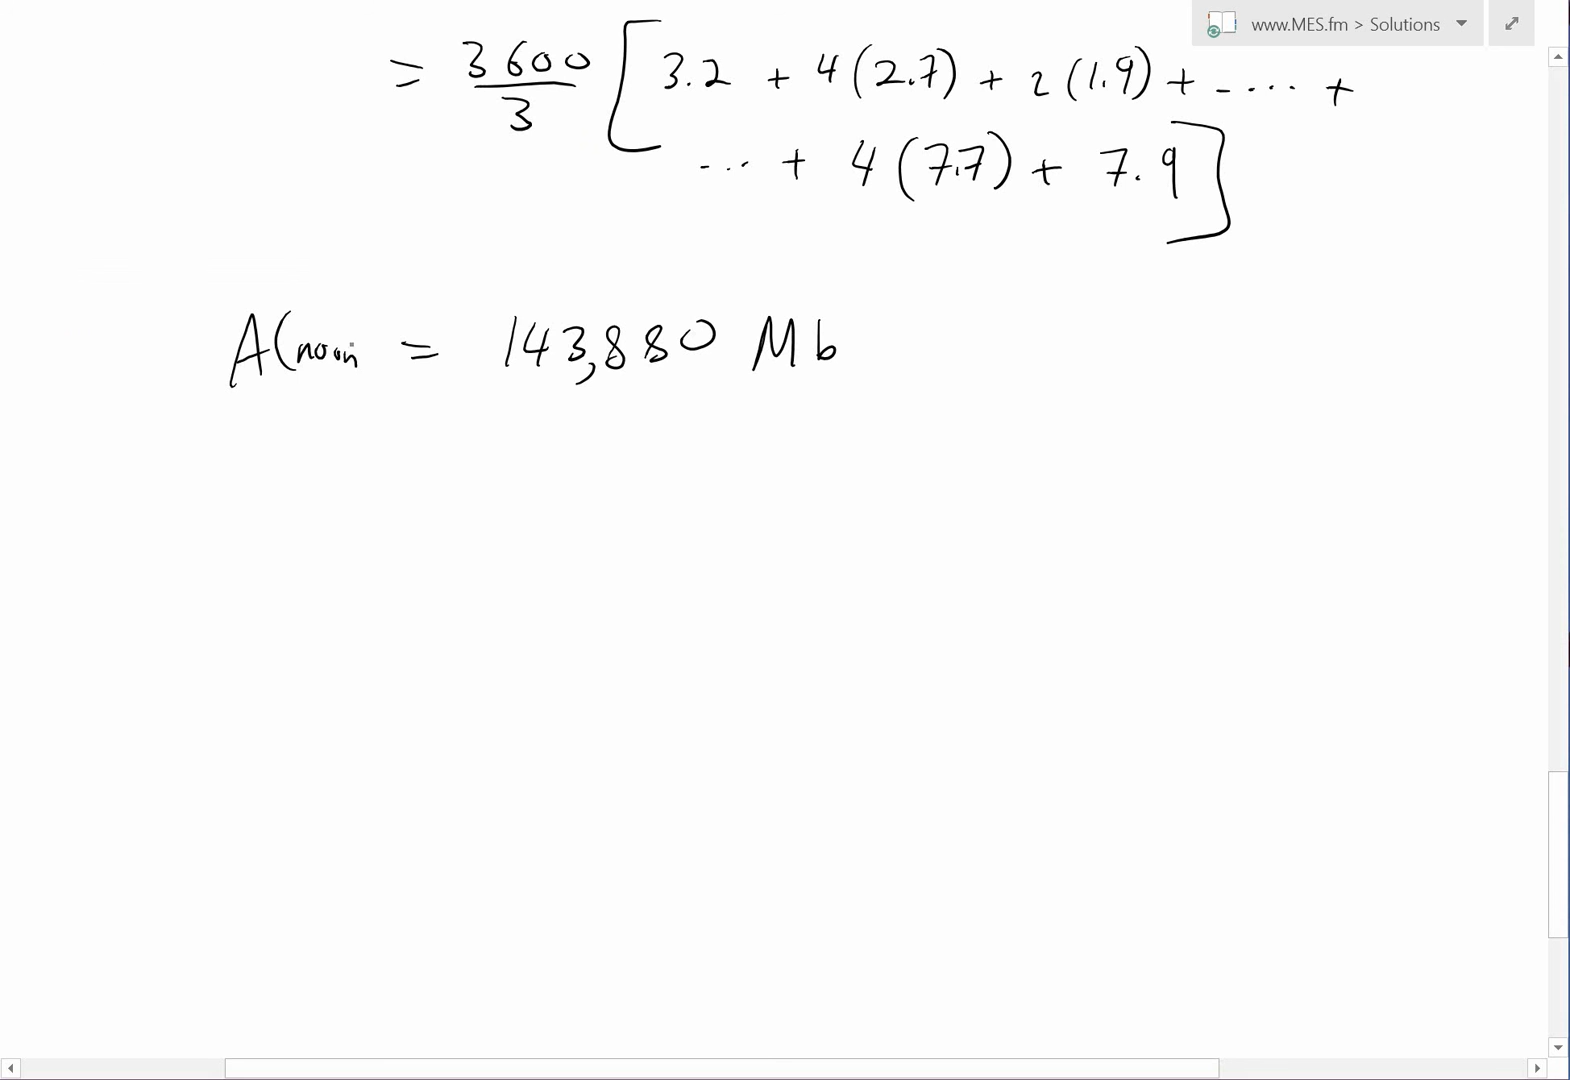 www.MES.fm > Solutions
= 3600/3 [ 3.2 + 4(2.7) + 2(1.9) + ..... +
... + 4(7.7) + 7.9 ]
A(noon = 143,880 Mb